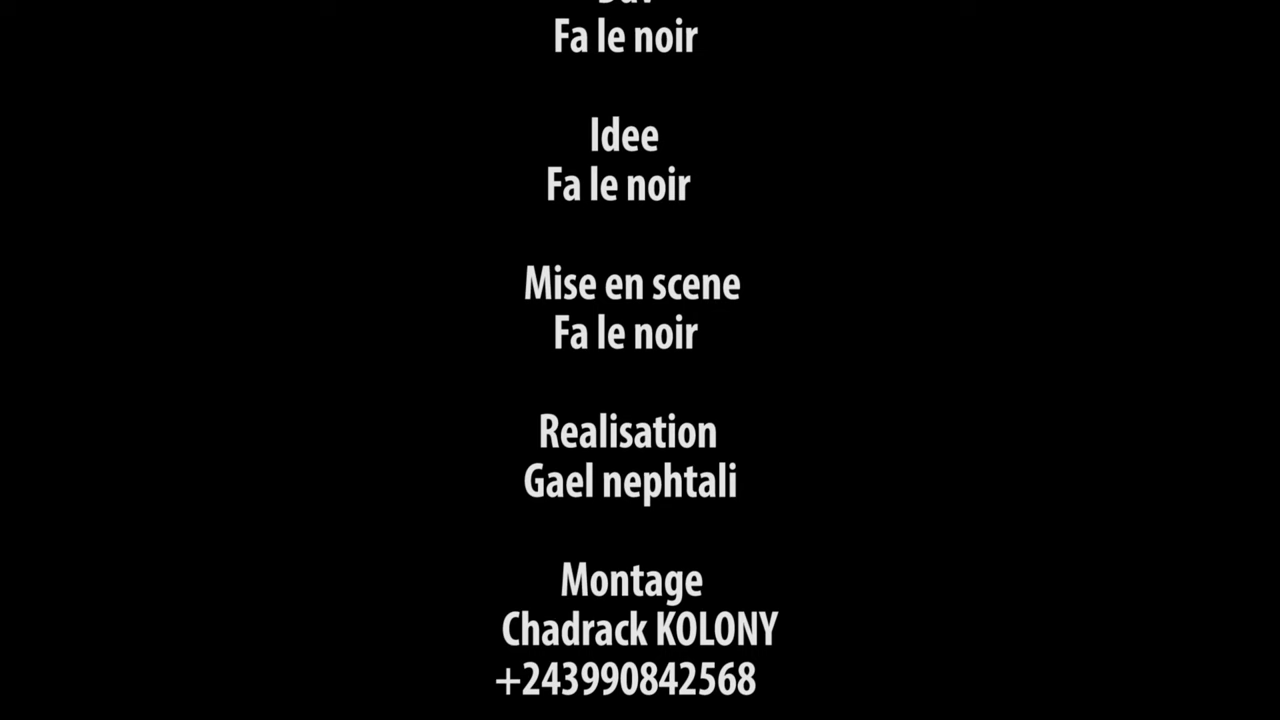 Fa le noir
Idee
Fa le noir
Mise en scene
Fa le noir
Realisation
Gael nephtali
Montage
Chadrack KOLONY
+243990842568